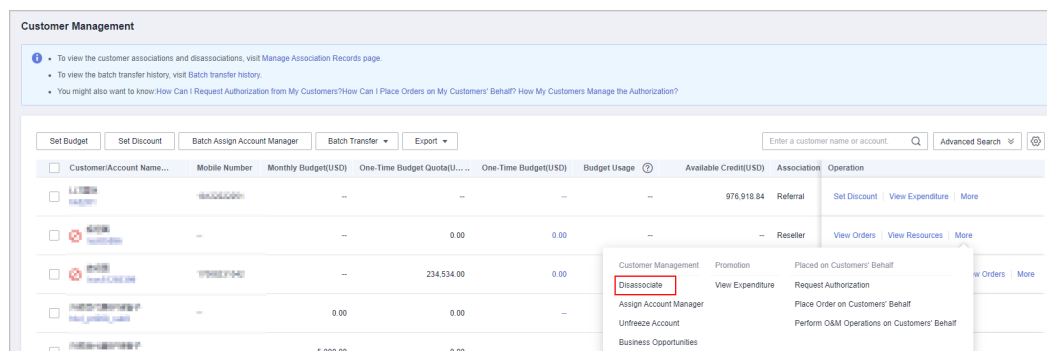 Customer Management
• To view the customer associations and disassociations, visit Manage Association Records page.
• To view the batch transfer history, visit Batch transfer history.
• You might also want to know:How Can I Request Authorization from My Customers?How Can I Place Orders on My Customers' Behalf? How My Customers Manage the Authorization?
Set Budget Set Discount Batch Assign Account Manager Batch Transfer Export Enter a customer name or account. Advanced Search
Customer/Account Name... Mobile Number Monthly Budget(USD) One-Time Budget Quota(U... One-Time Budget(USD) Budget Usage Available Credit(USD) Association Operation
-- -- -- -- 976,918.84 Referral Set Discount View Expenditure More
-- -- 0.00 0.00 -- -- Reseller View Orders View Resources More
-- 234,534.00 0.00 Orders More
0.00 0.00 --
-- 
Customer Management Promotion Placed on Customers' Behalf
Disassociate View Expenditure Request Authorization
Assign Account Manager Place Order on Customers' Behalf
Unfreeze Account Perform O&M Operations on Customers' Behalf
Business Opportunities